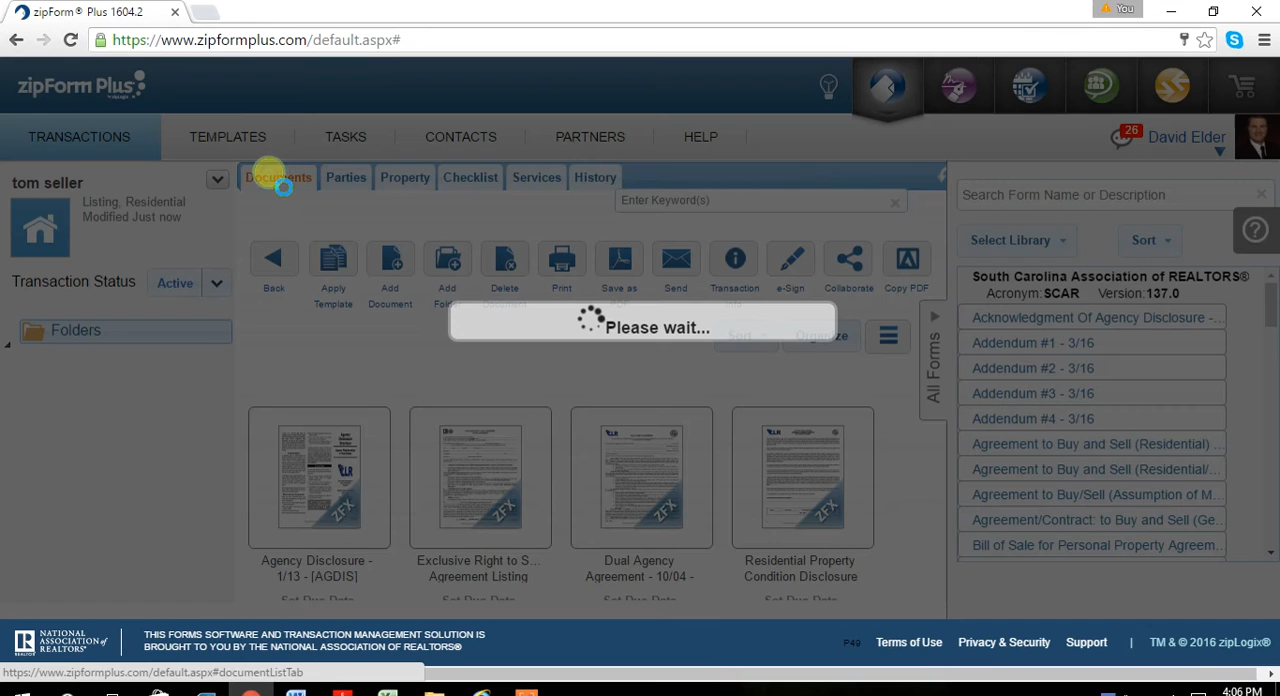 zipForm® Plus 1604.2
You
https://www.zipformplus.com/default.aspx#
zipForm Plus
by zipLogix
TRANSACTIONS
TEMPLATES
TASKS
CONTACTS
PARTNERS
HELP
26
David Elder
tom seller
Listing, Residential
Modified Just now
Transaction Status
Active
Folders
Documents
Parties
Property
Checklist
Services
History
Enter Keyword(s)
Back
Apply
Template
Add
Document
Add
Delete
Print
Save as
Send
Transaction
e-Sign
Collaborate
Copy PDF
Please wait...
Sort
Organize
All Forms
ZFX
ZFX
ZFX
ZFX
Agency Disclosure -
1/13 - [AGDIS]
Exclusive Right to S...
Agreement Listing
Dual Agency
Agreement - 10/04 -
Residential Property
Condition Disclosure
Search Form Name or Description
Select Library
Sort
South Carolina Association of REALTORS®
Acronym:SCAR Version:137.0
Acknowledgment Of Agency Disclosure -...
Addendum #1 - 3/16
Addendum #2 - 3/16
Addendum #3 - 3/16
Addendum #4 - 3/16
Agreement to Buy and Sell (Residential) ...
Agreement to Buy and Sell (Residential/...
Agreement to Buy/Sell (Assumption of M...
Agreement/Contract: to Buy and Sell (Ge...
Bill of Sale for Personal Property Agreem...
NATIONAL
ASSOCIATION of
REALTORS®
THIS FORMS SOFTWARE AND TRANSACTION MANAGEMENT SOLUTION IS
BROUGHT TO YOU BY THE NATIONAL ASSOCIATION OF REALTORS®
P49
Terms of Use
Privacy & Security
Support
TM & © 2016 zipLogix®
https://www.zipformplus.com/default.aspx#documentListTab
4:06 PM